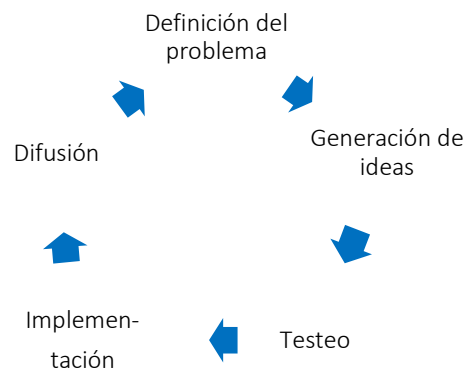 Definición del
problema
Generación de
ideas
Testeo
Implemen-
tación
Difusión